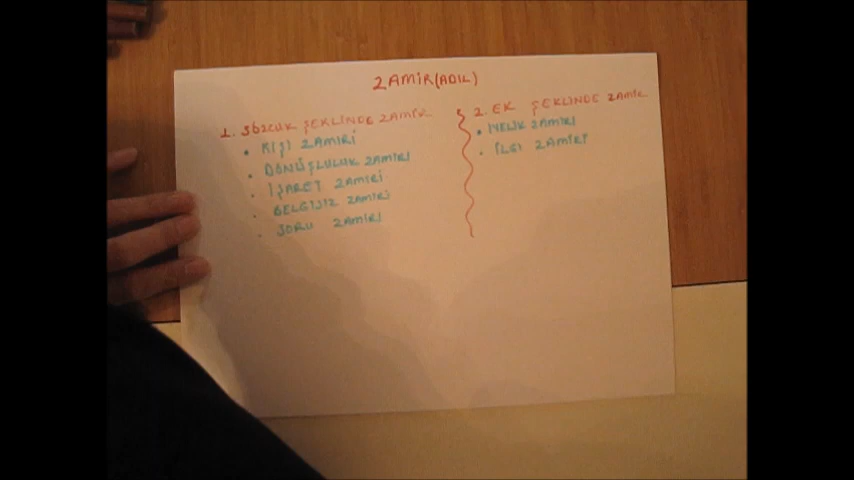 ZAMİR(ADIL)
1. SÖZCÜK ŞEKLİNDE ZAMİR
• KİŞİ ZAMİRİ
• DÖNÜŞLÜLÜK ZAMİRİ
• İŞARET ZAMİRİ
• BELGİSİZ ZAMİRİ
• SORU ZAMİRİ
2. EK ŞEKLİNDE ZAMİR
• İYELİK ZAMİRİ
• İLGİ ZAMİRİ